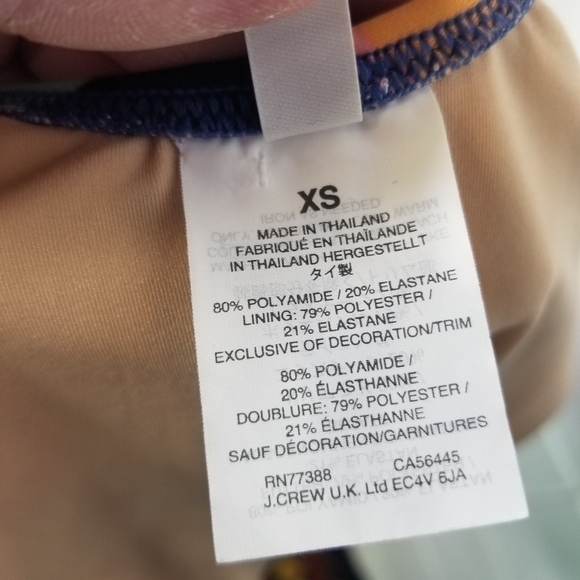 XS
MADE IN THAILAND
FABRIQUÉ EN THAÏLANDE
IN THAILAND HERGESTELLT
タイ製
80% POLYAMIDE / 20% ELASTANE
LINING: 79% POLYESTER /
21% ELASTANE
EXCLUSIVE OF DECORATION/TRIM
80% POLYAMIDE /
20% ÉLASTHANNE
DOUBLURE: 79% POLYESTER /
21% ÉLASTHANNE
SAUF DÉCORATION/GARNITURES
RN77388 CA56445
J.CREW U.K. Ltd EC4V 6JA